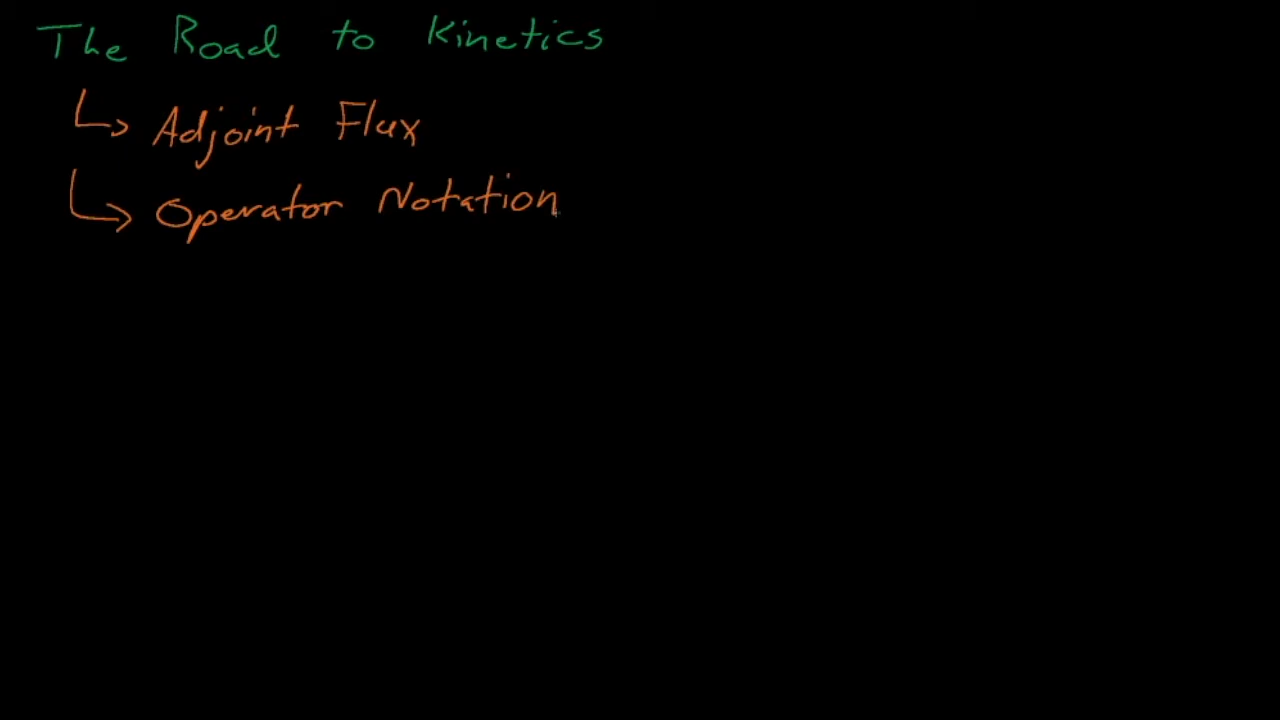 The Road to Kinetics
↳ Adjoint Flux
↳ Operator Notation